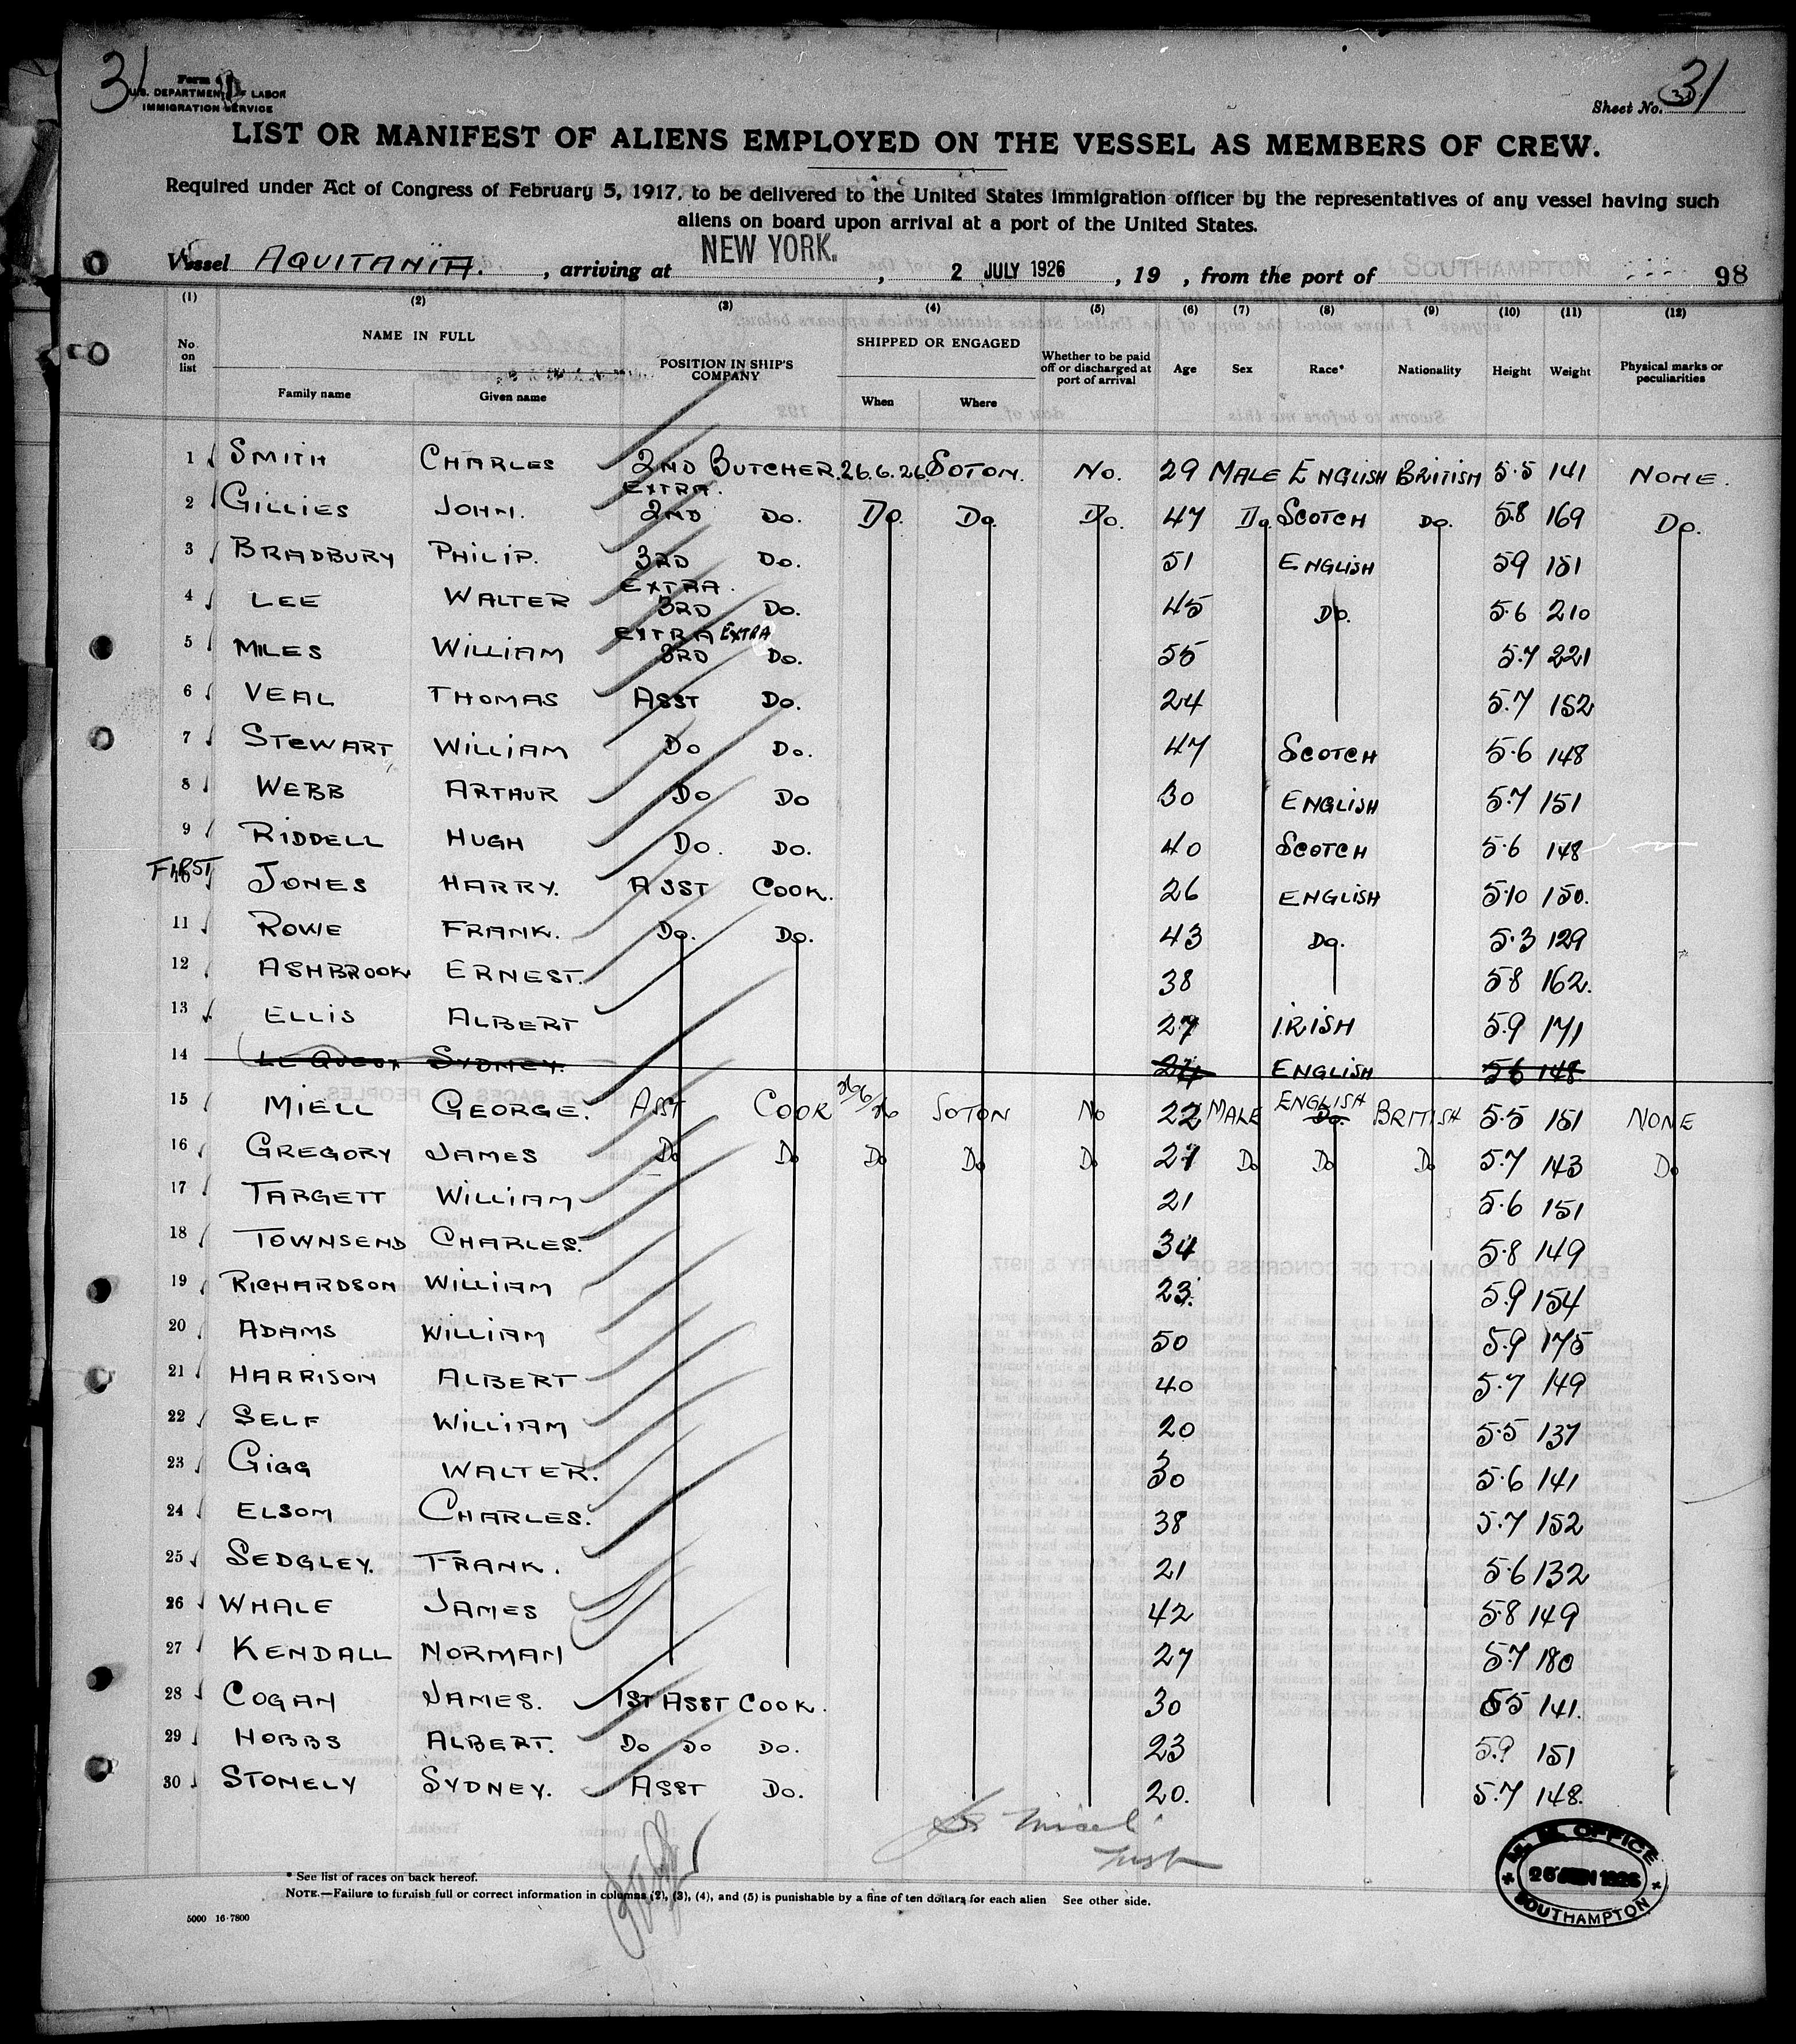 31
Form
U.S. DEPARTMENT OF LABOR
IMMIGRATION SERVICE
Sheet No. 31
LIST OR MANIFEST OF ALIENS EMPLOYED ON THE VESSEL AS MEMBERS OF CREW.
Required under Act of Congress of February 5, 1917, to be delivered to the United States immigration officer by the representatives of any vessel having such
aliens on board upon arrival at a port of the United States.
Vessel AQUITANIA. , arriving at NEW YORK. , 2 JULY 1926 , 19 , from the port of SOUTHAMPTON 98
(1) (2) (3) (4) (5) (6) (7) (8) (9) (10) (11) (12)
No. on list NAME IN FULL Family name Given name POSITION IN SHIP'S COMPANY SHIPPED OR ENGAGED When Where Whether to be paid off or discharged at port of arrival Age Sex Race* Nationality Height Weight Physical marks or peculiarities
1 SMITH CHARLES 2ND BUTCHER. 26.6.26 SOTON. No. 29 MALE ENGLISH BRITISH 5.5 141 NONE.
2 GILLIES JOHN. EXTRA. 2ND Do. Do. Do. Do. 47 Do SCOTCH Do. 5.8 169 Do.
3 BRADBURY PHILIP. 3RD Do. 51 ENGLISH 5.9 151
4 LEE WALTER EXTRA. 3RD Do. 45 Do. 5.6 210
5 MILES WILLIAM EXTRA EXTRA 3RD Do. 55 5.7 221
6 VEAL THOMAS ASST Do. 24 5.7 152
7 STEWART WILLIAM Do Do. 47 SCOTCH 5.6 148
8 WEBB ARTHUR Do Do 30 ENGLISH 5.7 151
9 RIDDELL HUGH Do. Do. 40 SCOTCH 5.6 148
FIRST
10 JONES HARRY. ASST COOK. 26 ENGLISH 5.10 150.
11 ROWE FRANK. Do. Do. 43 Do. 5.3 129
12 ASHBROOK ERNEST. 38 5.8 162.
13 ELLIS ALBERT 27 IRISH 5.9 171
14 SYDNEY. 24 ENGLISH 5.6 148
15 MIELL GEORGE. ASST COOK 26/6/26 SOTON No 22 MALE ENGLISH Do. BRITISH 5.5 151 NONE
16 GREGORY JAMES Do Do Do Do Do 27 Do Do Do 5.7 143 Do
17 TARGETT WILLIAM 21 5.6 151
18 TOWNSEND CHARLES. 34 5.8 149
19 RICHARDSON WILLIAM 23. 5.9 154
20 ADAMS WILLIAM 50 5.9 175
21 HARRISON ALBERT 40 5.7 149
22 SELF WILLIAM 20 5.5 137
23 GIGG WALTER. 30 5.6 141
24 ELSOM CHARLES. 38 5.7 152
25 SEDGLEY. FRANK. 21 5.6 132
26 WHALE JAMES 42 5.8 149
27 KENDALL NORMAN 27 5.7 180
28 COGAN JAMES. 1ST ASST COOK. 30 5.5 141.
29 HOBBS ALBERT. Do Do Do. 23 5.9 151
30 STONELY SYDNEY. ASST Do. 20. 5.7 148.
* See list of races on back hereof.
NOTE.—Failure to furnish full or correct information in columns (2), (3), (4), and (5) is punishable by a fine of ten dollars for each alien See other side.
5000 16-7800
M. M. OFFICE
26 JUN 1926
SOUTHAMPTON